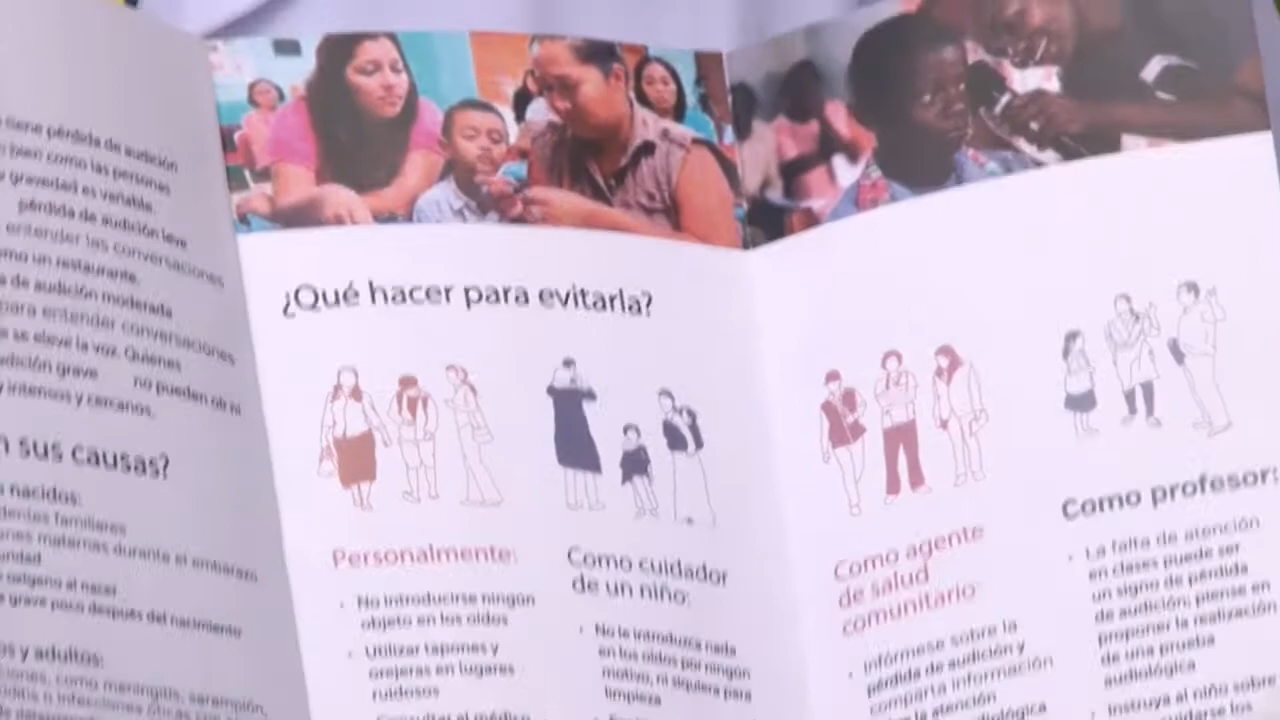 tiene pérdida de audición
bien como las personas
gravedad es variable.
pérdida de audición leve
entender las conversaciones
como un restaurante.
de audición moderada
para entender conversaciones
se eleve la voz. Quienes
audición grave no pueden oír ni
intensos y cercanos.
sus causas?
nacidos:
familiares
maternas durante el embarazo
oxígeno al nacer
grave poco después del nacimiento
y adultos:
como meningitis, sarampión,
o infecciones óticas
¿Qué hacer para evitarla?
Personalmente:
• No introducirse ningún
objeto en los oídos
• Utilizar tapones y
orejeras en lugares
ruidosos
Consultar al médico
Como cuidador
de un niño:
• No le introduzca nada
en los oídos por ningún
motivo, ni siquiera para
limpieza
Como agente
de salud
comunitario
• Infórmese sobre la
pérdida de audición y
comparta información
la atención
Como profesor:
• La falta de atención
en clases puede ser
un signo de pérdida
de audición; piense en
proponer la realización
de una prueba
audiológica
• Instruya al niño sobre